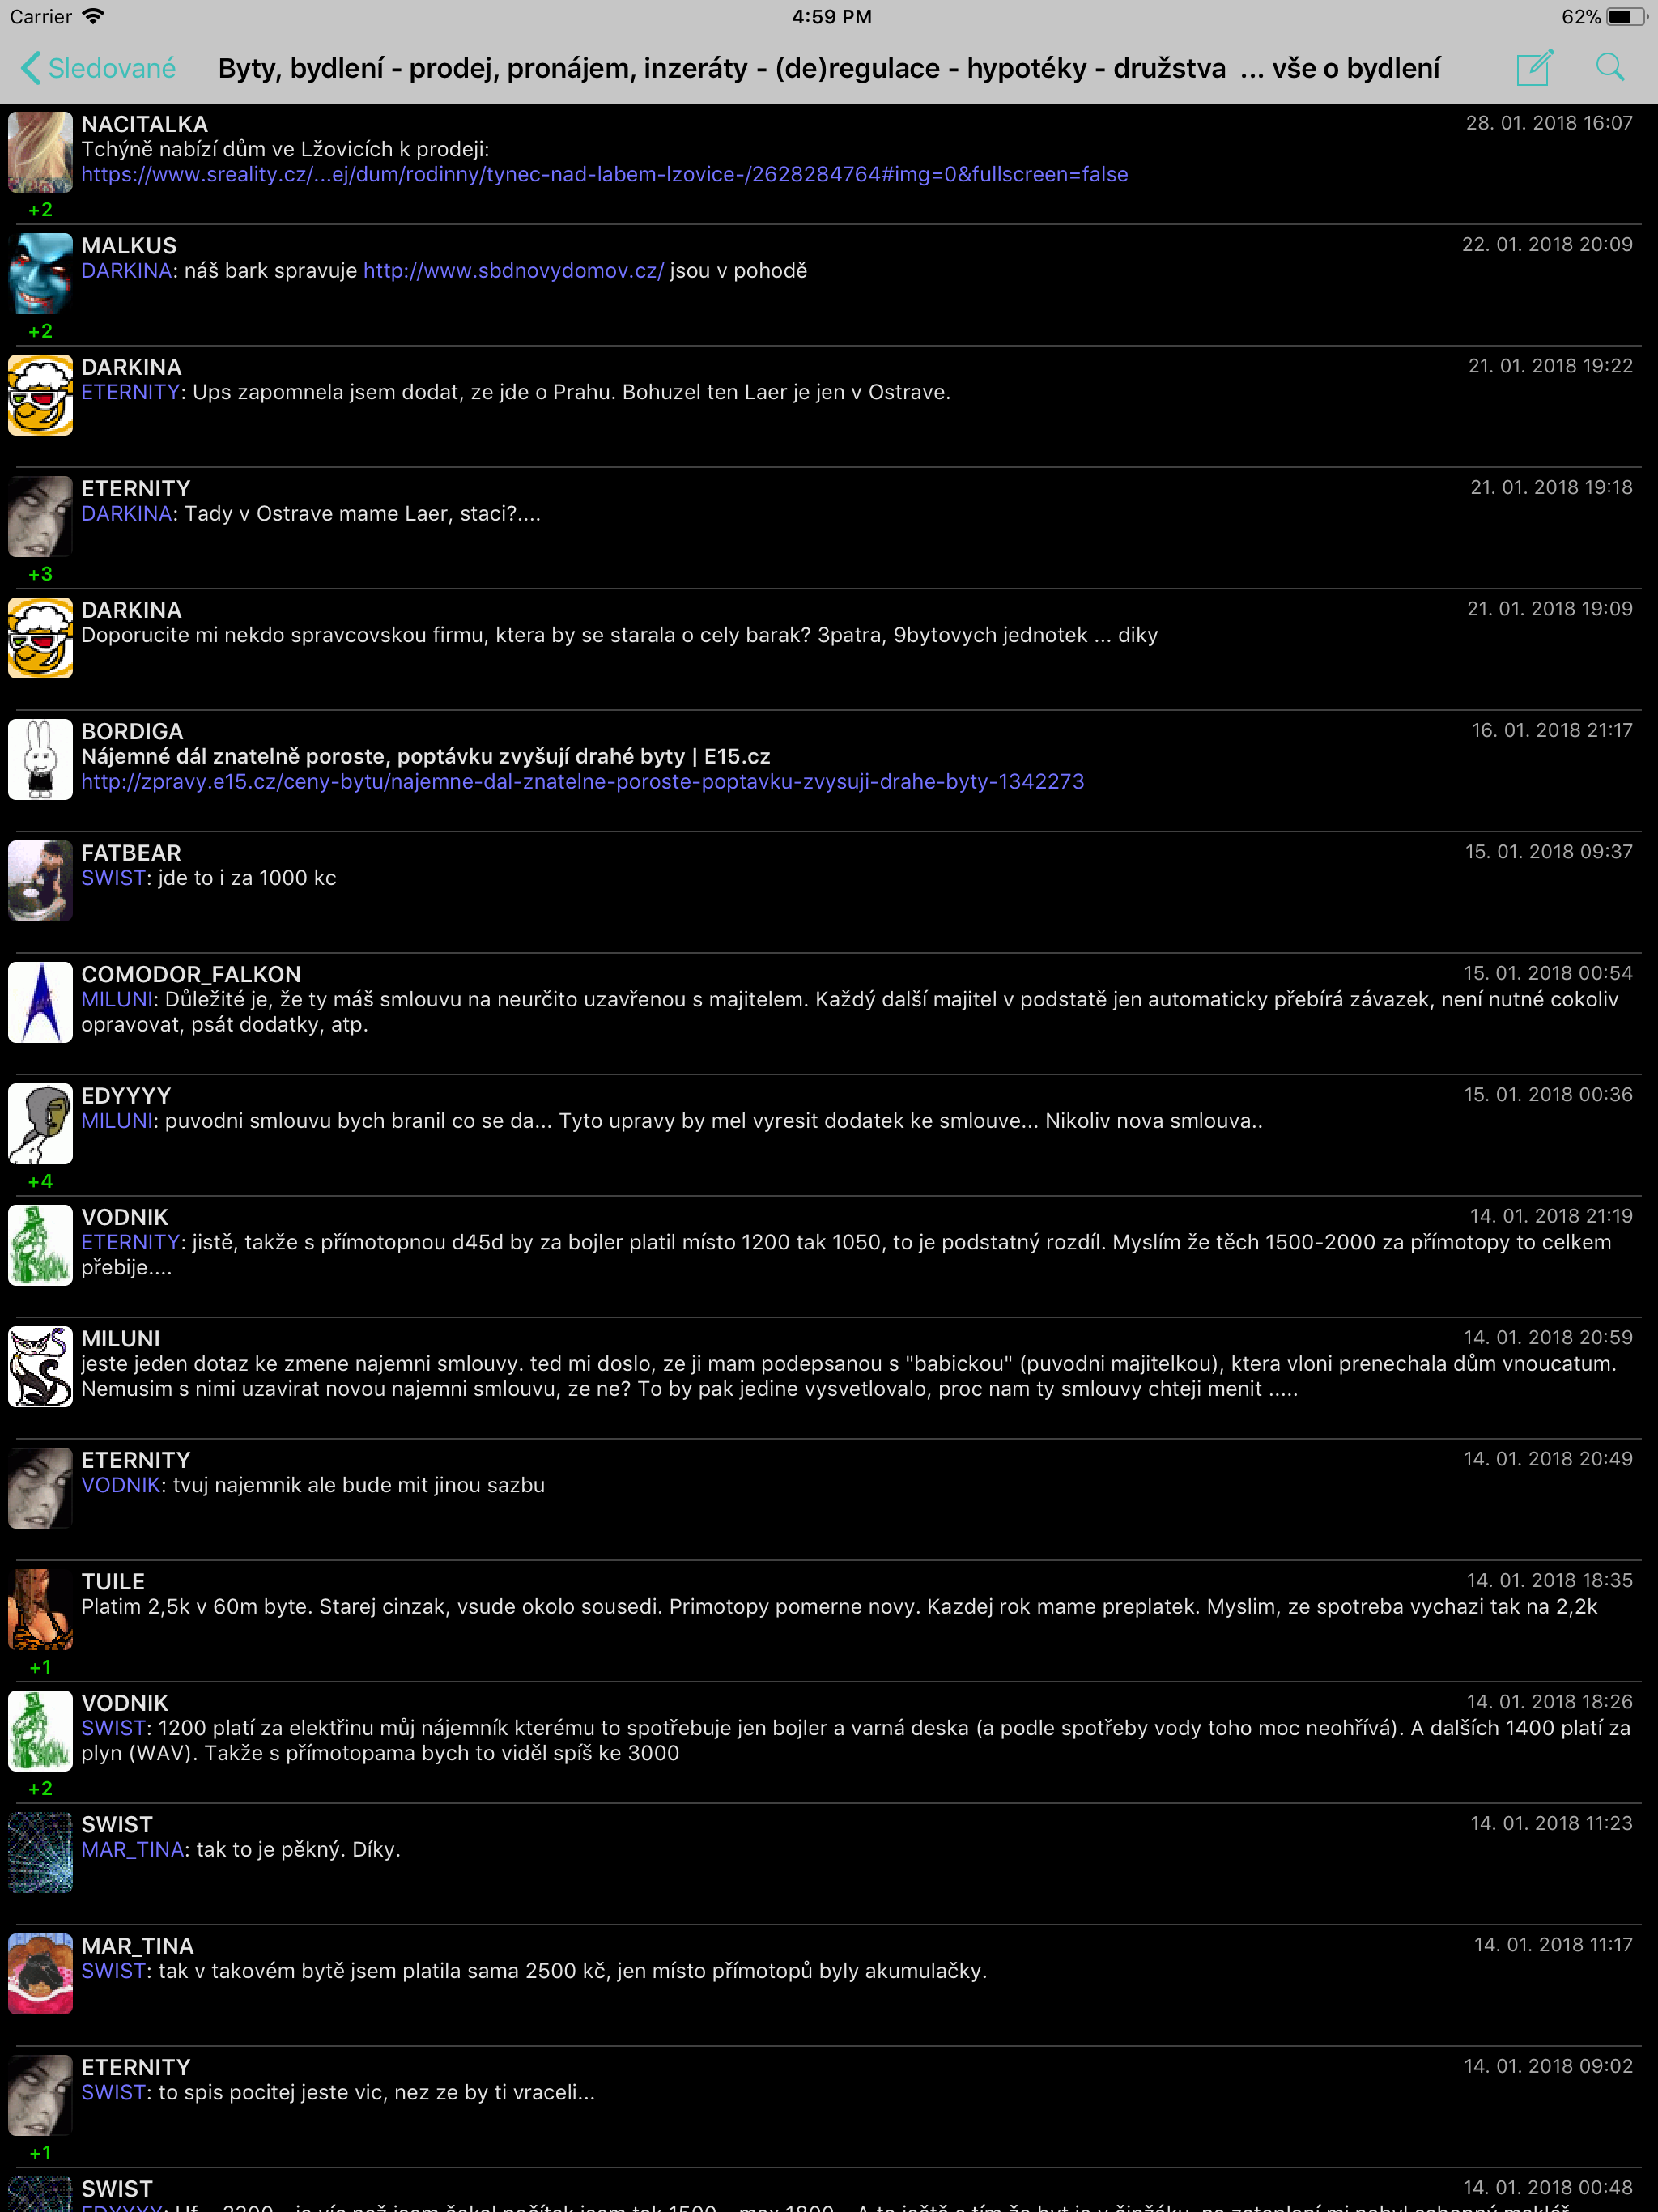 Carrier 4:59 PM 62%
Sledované Byty, bydlení - prodej, pronájem, inzeráty - (de)regulace - hypotéky - družstva ... vše o bydlení
NACITALKA 28. 01. 2018 16:07
Tchýně nabízí dům ve Lžovicích k prodeji:
https://www.sreality.cz/...ej/dum/rodinny/tynec-nad-labem-lzovice-/2628284764#img=0&fullscreen=false
+2
MALKUS 22. 01. 2018 20:09
DARKINA: náš bark spravuje http://www.sbdnovydomov.cz/ jsou v pohodě
+2
DARKINA 21. 01. 2018 19:22
ETERNITY: Ups zapomnela jsem dodat, ze jde o Prahu. Bohuzel ten Laer je jen v Ostrave.
ETERNITY 21. 01. 2018 19:18
DARKINA: Tady v Ostrave mame Laer, staci?....
+3
DARKINA 21. 01. 2018 19:09
Doporucite mi nekdo spravcovskou firmu, ktera by se starala o cely barak? 3patra, 9bytovych jednotek ... diky
BORDIGA 16. 01. 2018 21:17
Nájemné dál znatelně poroste, poptávku zvyšují drahé byty | E15.cz
http://zpravy.e15.cz/ceny-bytu/najemne-dal-znatelne-poroste-poptavku-zvysuji-drahe-byty-1342273
FATBEAR 15. 01. 2018 09:37
SWIST: jde to i za 1000 kc
COMODOR_FALKON 15. 01. 2018 00:54
MILUNI: Důležité je, že ty máš smlouvu na neurčito uzavřenou s majitelem. Každý další majitel v podstatě jen automaticky přebírá závazek, není nutné cokoliv
opravovat, psát dodatky, atp.
EDYYYY 15. 01. 2018 00:36
MILUNI: puvodni smlouvu bych branil co se da... Tyto upravy by mel vyresit dodatek ke smlouve... Nikoliv nova smlouva..
+4
VODNIK 14. 01. 2018 21:19
ETERNITY: jistě, takže s přímotopnou d45d by za bojler platil místo 1200 tak 1050, to je podstatný rozdíl. Myslím že těch 1500-2000 za přímotopy to celkem
přebije....
MILUNI 14. 01. 2018 20:59
jeste jeden dotaz ke zmene najemni smlouvy. ted mi doslo, ze ji mam podepsanou s "babickou" (puvodni majitelkou), ktera vloni prenechala dům vnoucatum.
Nemusim s nimi uzavirat novou najemni smlouvu, ze ne? To by pak jedine vysvetlovalo, proc nam ty smlouvy chteji menit .....
ETERNITY 14. 01. 2018 20:49
VODNIK: tvuj najemnik ale bude mit jinou sazbu
TUILE 14. 01. 2018 18:35
Platim 2,5k v 60m byte. Starej cinzak, vsude okolo sousedi. Primotopy pomerne novy. Kazdej rok mame preplatek. Myslim, ze spotreba vychazi tak na 2,2k
+1
VODNIK 14. 01. 2018 18:26
SWIST: 1200 platí za elektřinu můj nájemník kterému to spotřebuje jen bojler a varná deska (a podle spotřeby vody toho moc neohřívá). A dalších 1400 platí za
plyn (WAV). Takže s přímotopama bych to viděl spíš ke 3000
+2
SWIST 14. 01. 2018 11:23
MAR_TINA: tak to je pěkný. Díky.
MAR_TINA 14. 01. 2018 11:17
SWIST: tak v takovém bytě jsem platila sama 2500 kč, jen místo přímotopů byly akumulačky.
ETERNITY 14. 01. 2018 09:02
SWIST: to spis pocitej jeste vic, nez ze by ti vraceli...
+1
SWIST 14. 01. 2018 00:48